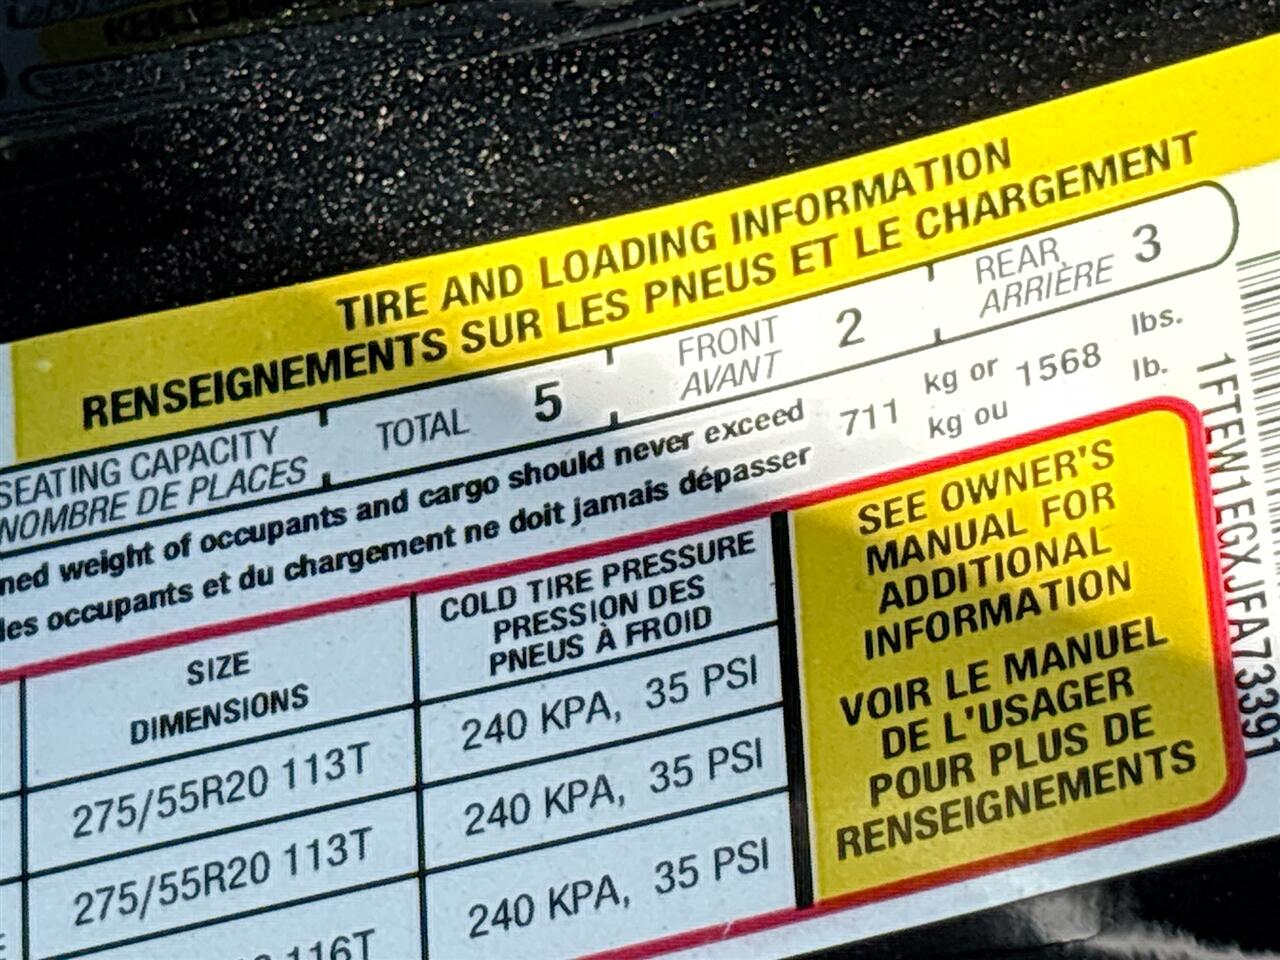 TIRE AND LOADING INFORMATION
RENSEIGNEMENTS SUR LES PNEUS ET LE CHARGEMENT
SEATING CAPACITY
NOMBRE DE PLACES
TOTAL 5
FRONT
AVANT
2
REAR
ARRIÈRE
3
weight of occupants and cargo should never exceed
occupants et du chargement ne doit jamais dépasser
711 kg or
kg ou
1568 lbs.
lb.
SIZE
DIMENSIONS
COLD TIRE PRESSURE
PRESSION DES
PNEUS À FROID
275/55R20 113T 240 KPA, 35 PSI
275/55R20 113T 240 KPA, 35 PSI
116T 240 KPA, 35 PSI
SEE OWNER'S
MANUAL FOR
ADDITIONAL
INFORMATION
VOIR LE MANUEL
DE L'USAGER
POUR PLUS DE
RENSEIGNEMENTS
1FTEW1EGXJFA73391